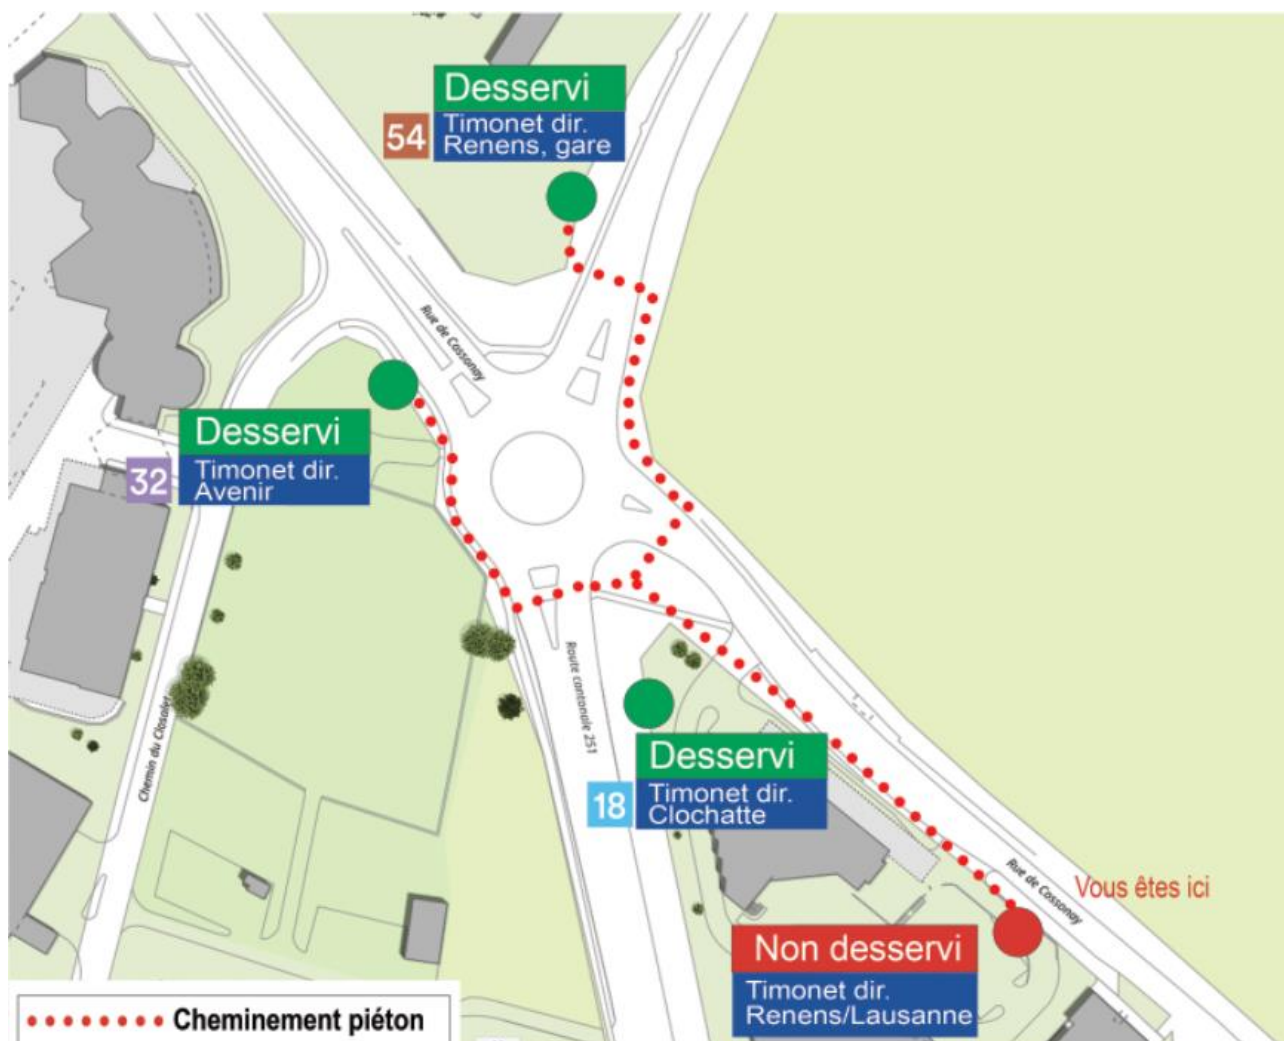 Desservi
54
Timonet dir.
Renens, gare
Rue de Cossonay
Desservi
32
Timonet dir.
Avenir
Route cantonale 251
Chemin du Closalet
Desservi
18
Timonet dir.
Clochatte
Rue de Cossonay
Vous êtes ici
Non desservi
Timonet dir.
Renens/Lausanne
Cheminement piéton